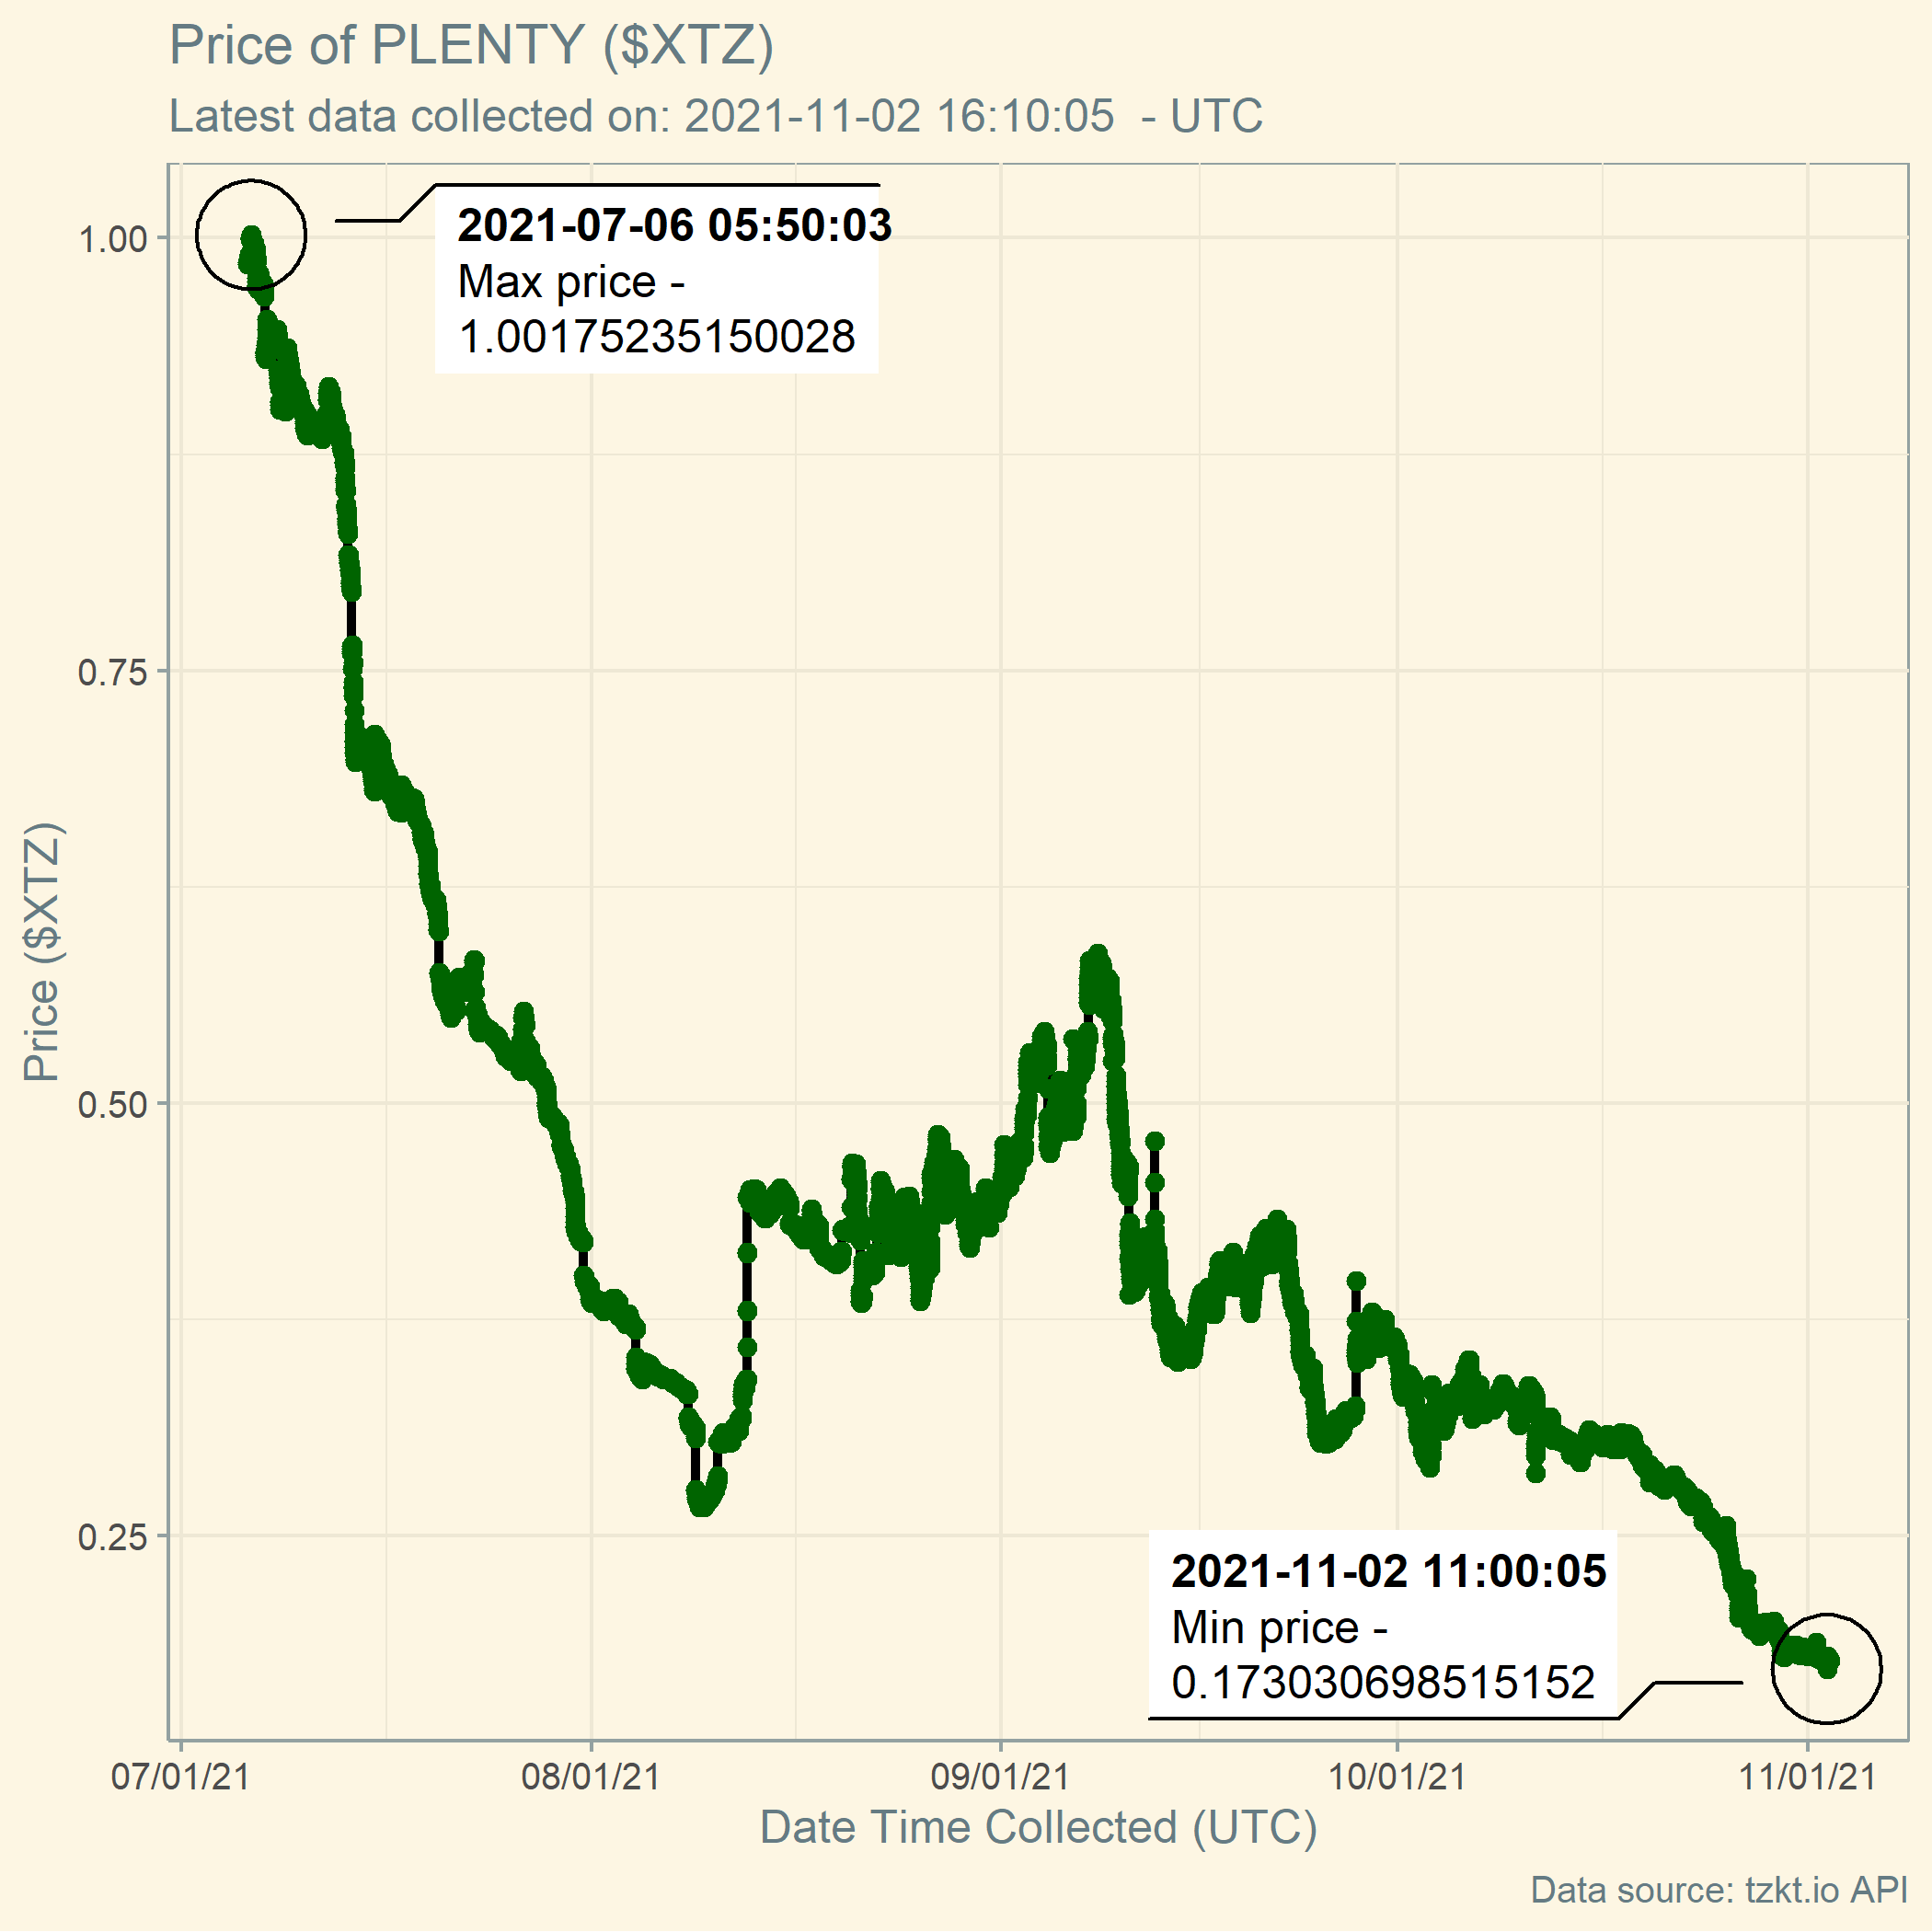 Price of PLENTY ($XTZ)
Latest data collected on: 2021-11-02 16:10:05  - UTC
2021-07-06 05:50:03
Max price -
1.00175235150028
1.00
0.75
0.50
0.25
Price ($XTZ)
2021-11-02 11:00:05
Min price -
0.173030698515152
07/01/21
08/01/21
09/01/21
10/01/21
11/01/21
Date Time Collected (UTC)
Data source: tzkt.io API